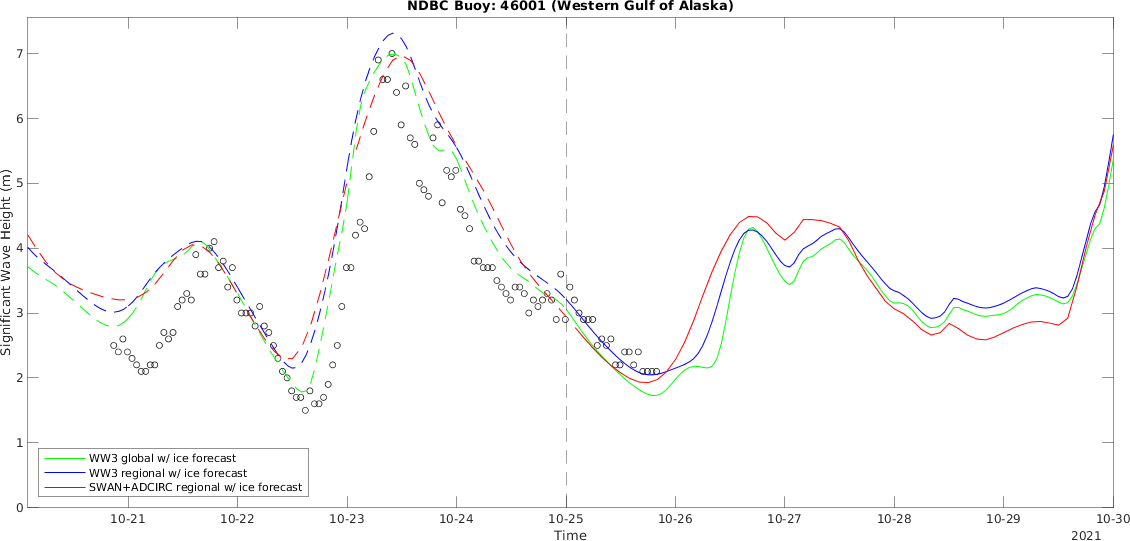 NDBC Buoy: 46001 (Western Gulf of Alaska)
Significant Wave Height (m)
7
6
5
4
3
2
1
0
WW3 global w/ ice forecast
WW3 regional w/ ice forecast
SWAN+ADCIRC regional w/ ice forecast
10-21 10-22 10-23 10-24 10-25 10-26 10-27 10-28 10-29 10-30
Time
2021